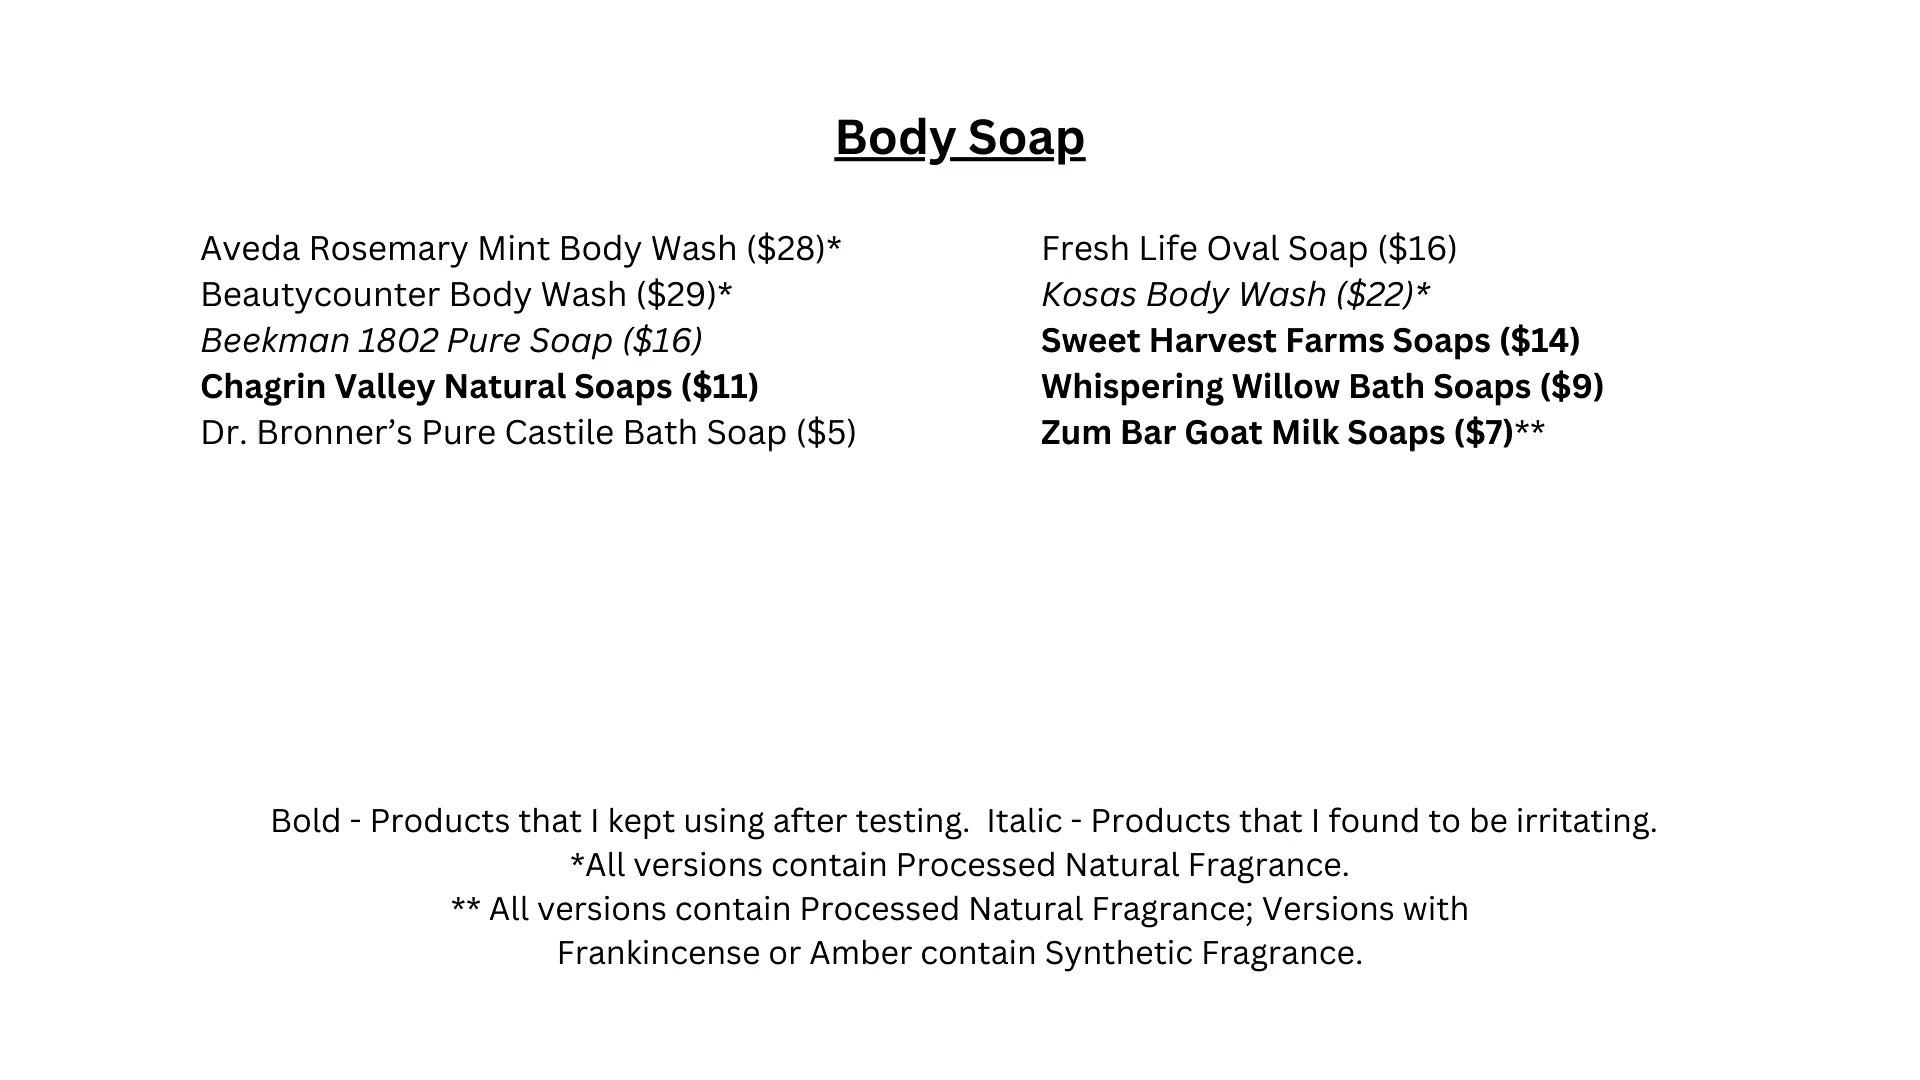 Body Soap
Aveda Rosemary Mint Body Wash ($28)*
Beautycounter Body Wash ($29)*
Beekman 1802 Pure Soap ($16)
Chagrin Valley Natural Soaps ($11)
Dr. Bronner’s Pure Castile Bath Soap ($5)
Fresh Life Oval Soap ($16)
Kosas Body Wash ($22)*
Sweet Harvest Farms Soaps ($14)
Whispering Willow Bath Soaps ($9)
Zum Bar Goat Milk Soaps ($7)**
Bold - Products that I kept using after testing.  Italic - Products that I found to be irritating.
*All versions contain Processed Natural Fragrance.
** All versions contain Processed Natural Fragrance; Versions with
Frankincense or Amber contain Synthetic Fragrance.